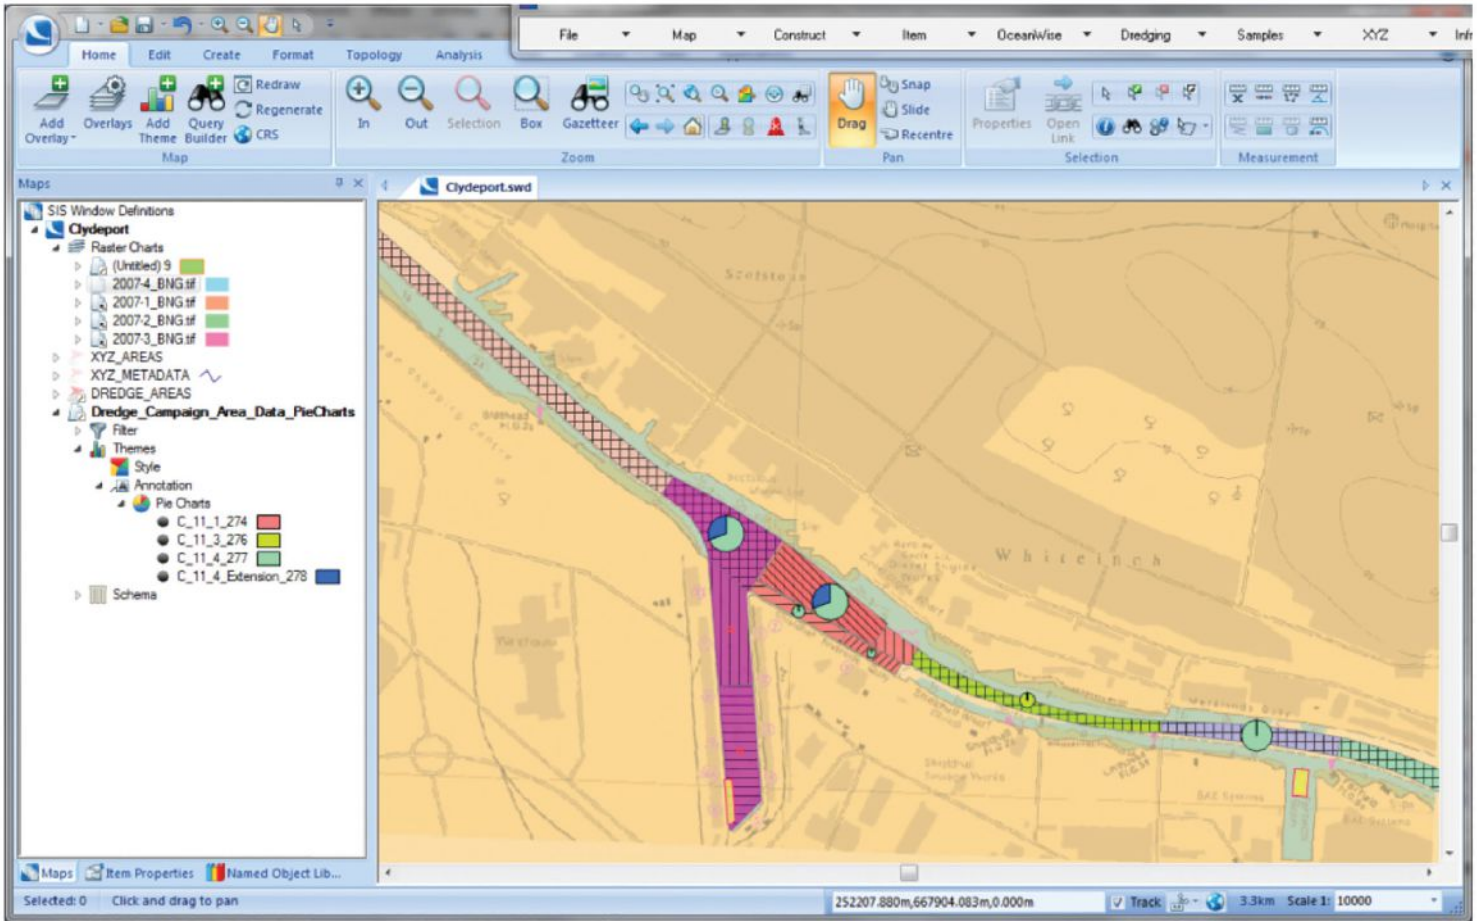 File Map Construct Item OceanWise Dredging Samples XYZ
Home Edit Create Format Topology Analysis
Add Overlay Overlays Add Theme Query Builder Redraw Regenerate CRS
Map
In Out Selection Box Gazetteer
Zoom
Drag Snap Slide Recentre
Pan
Properties Open Link
Selection
Measurement
Maps
Clydeport.swd
SIS Window Definitions
Clydeport
Raster Charts
(Untitled) 9
2007-4_BNG.tif
2007-1_BNG.tif
2007-2_BNG.tif
2007-3_BNG.tif
XYZ_AREAS
XYZ_METADATA
DREDGE_AREAS
Dredge_Campaign_Area_Data_PieCharts
Filter
Themes
Style
Annotation
Pie Charts
C_11_1_274
C_11_3_276
C_11_4_277
C_11_4_Extension_278
Schema
Whiteinch
BAE Systems
Maps Item Properties Named Object Lib...
Selected: 0 Click and drag to pan
252207.880m,667904.083m,0.000m Track 3.3km Scale 1: 10000